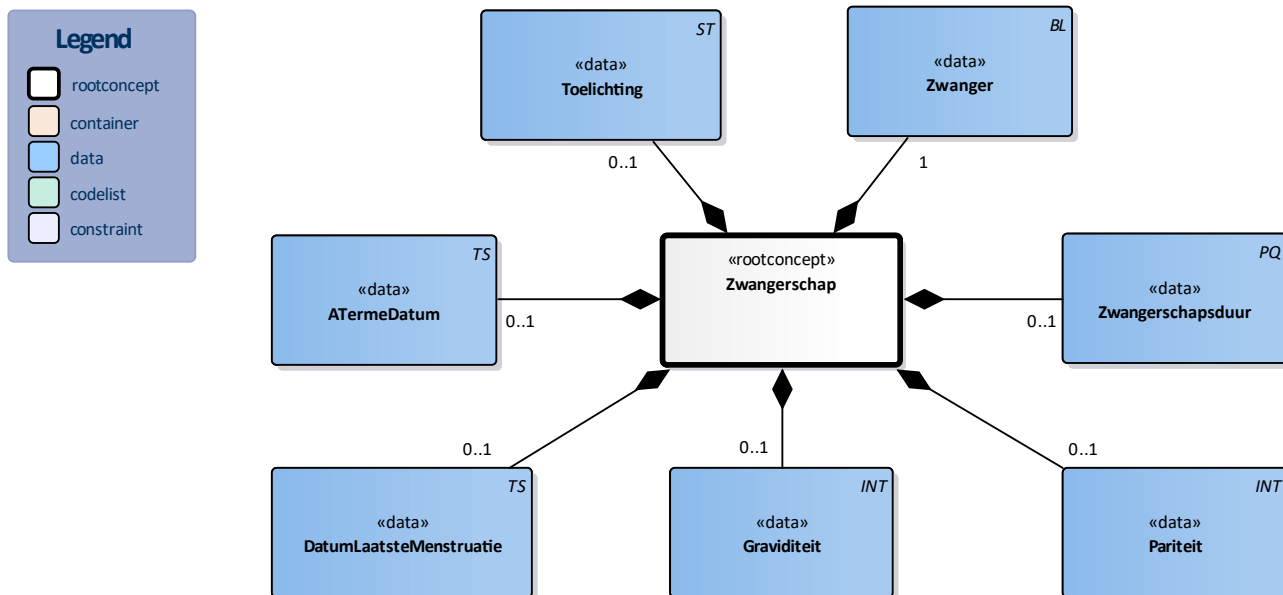 Legend
rootconcept
container
data
codelist
constraint
ST
«data»
Toelichting
0..1
BL
«data»
Zwanger
1
TS
«data»
ATermeDatum
0..1
«rootconcept»
Zwangerschap
PQ
«data»
Zwangerschapsduur
0..1
0..1
TS
«data»
DatumLaatsteMenstruatie
0..1
INT
«data»
Graviditeit
0..1
INT
«data»
Pariteit